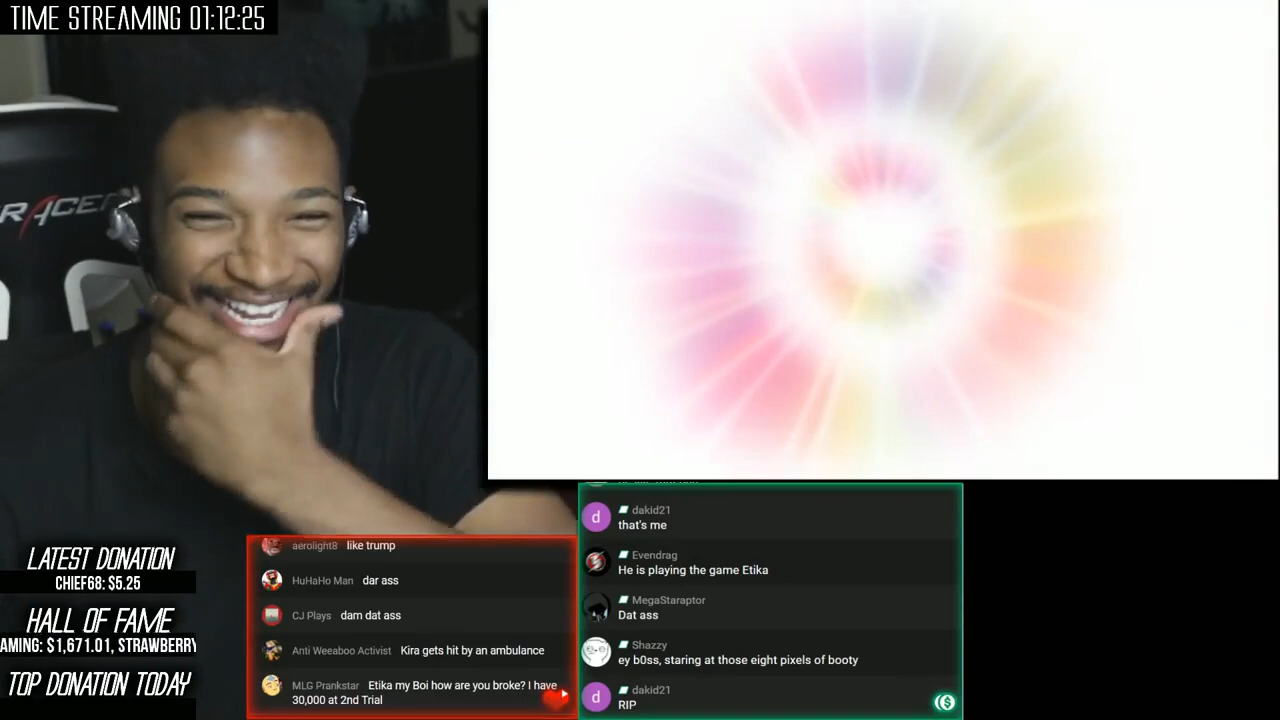 TIME STREAMING 01:12:25
RACER
dakid21
that's me
Evendrag
He is playing the game Etika
MegaStaraptor
Dat ass
Shazzy
ey b0ss, staring at those eight pixels of booty
dakid21
RIP
aerolight8 like trump
HuHaHo Man dar ass
CJ Plays dam dat ass
Anti Weeaboo Activist Kira gets hit by an ambulance
MLG Prankstar Etika my Boi how are you broke? I have
30,000 at 2nd Trial
LATEST DONATION
CHIEF68: $5.25
HALL OF FAME
AMING: $1,671.01, STRAWBERRY
TOP DONATION TODAY